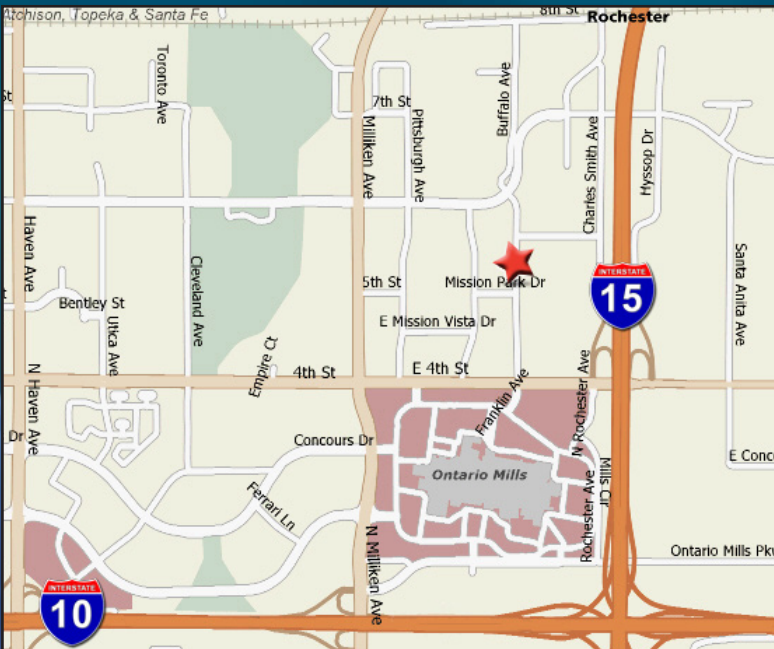 Atchison, Topeka & Santa Fe
8th St
Rochester
Toronto Ave
7th St
Milliken Ave
Pittsburgh Ave
Buffalo Ave
Charles Smith Ave
Hyssop Dr
St
Haven Ave
Cleveland Ave
5th St
Mission Park Dr
INTERSTATE
15
Santa Anita Ave
Bentley St
Utica Ave
E Mission Vista Dr
Empire Ct
4th St
E 4th St
N Haven Ave
Franklin Ave
N Rochester Ave
Dr
Concours Dr
Ontario Mills
Mills Cir
E Conc
Ferrari Ln
Rochester Ave
N Milliken Ave
Ontario Mills Pk
INTERSTATE
10